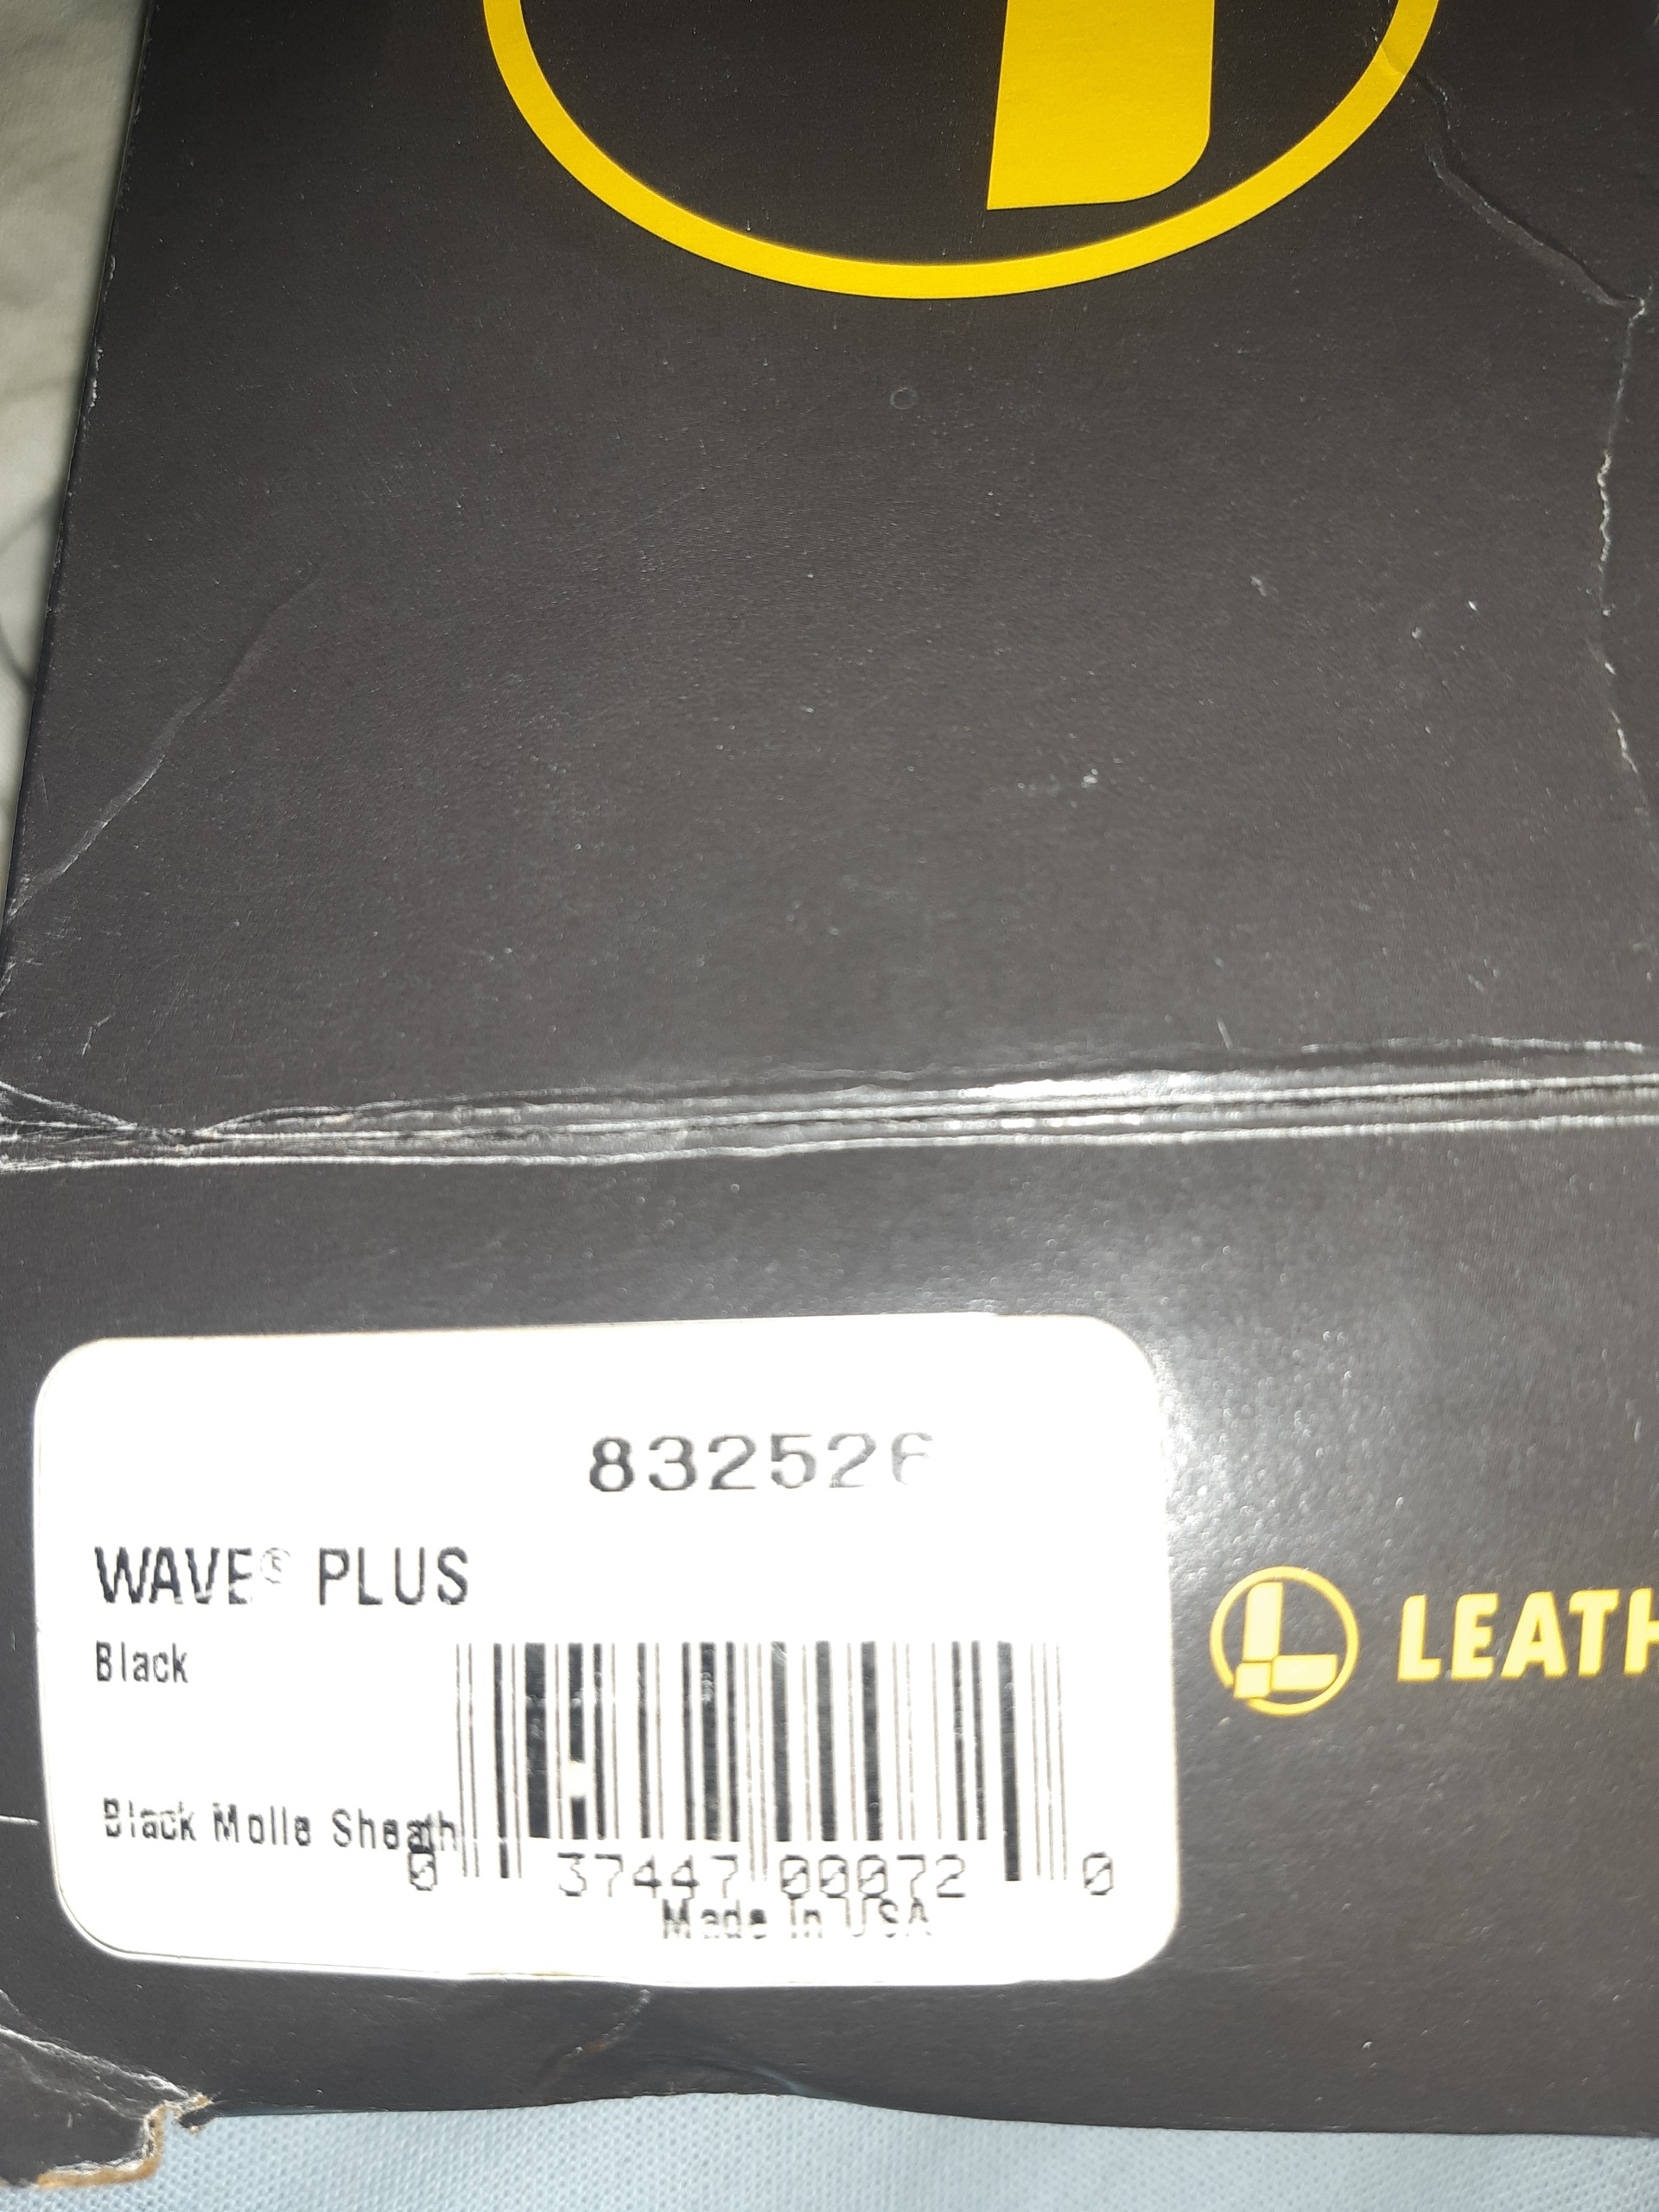 832526
WAVE® PLUS
Black
Black Molle Sheath
0 37447 00072 0
Made In USA
LEATH